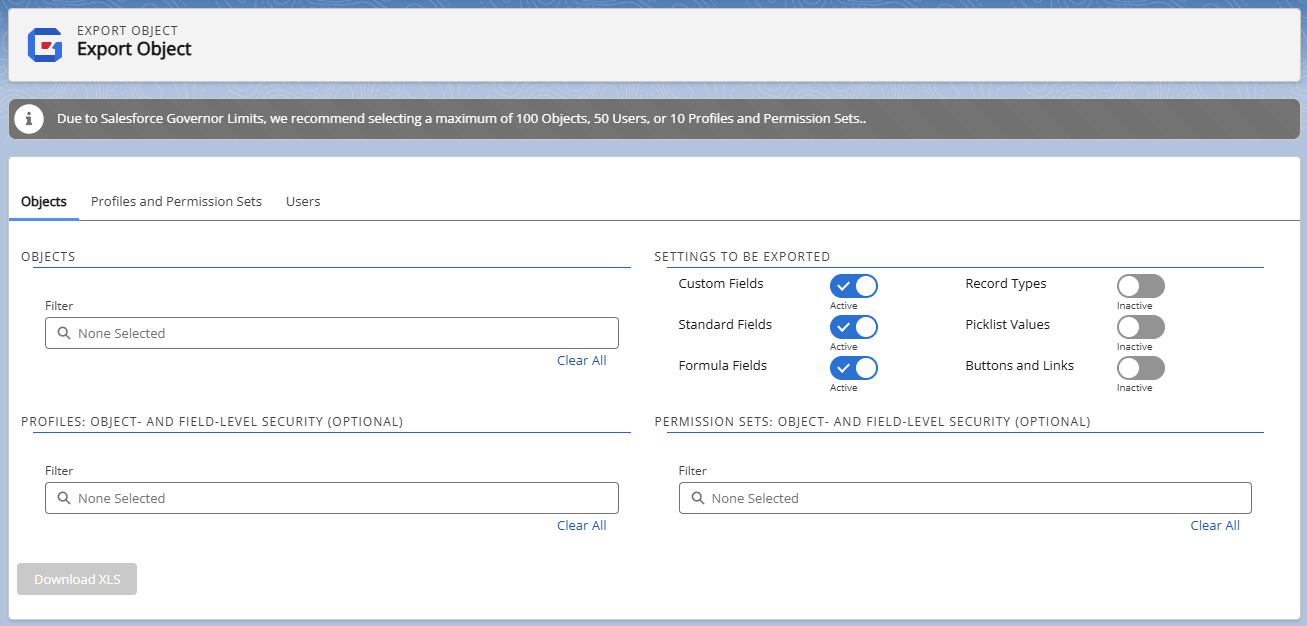 EXPORT OBJECT
Export Object
Due to Salesforce Governor Limits, we recommend selecting a maximum of 100 Objects, 50 Users, or 10 Profiles and Permission Sets..
Objects
Profiles and Permission Sets
Users
OBJECTS
Filter
None Selected
Clear All
SETTINGS TO BE EXPORTED
Custom Fields
Active
Record Types
Inactive
Standard Fields
Active
Picklist Values
Inactive
Formula Fields
Active
Buttons and Links
Inactive
PROFILES: OBJECT- AND FIELD-LEVEL SECURITY (OPTIONAL)
Filter
None Selected
Clear All
PERMISSION SETS: OBJECT- AND FIELD-LEVEL SECURITY (OPTIONAL)
Filter
None Selected
Clear All
Download XLS